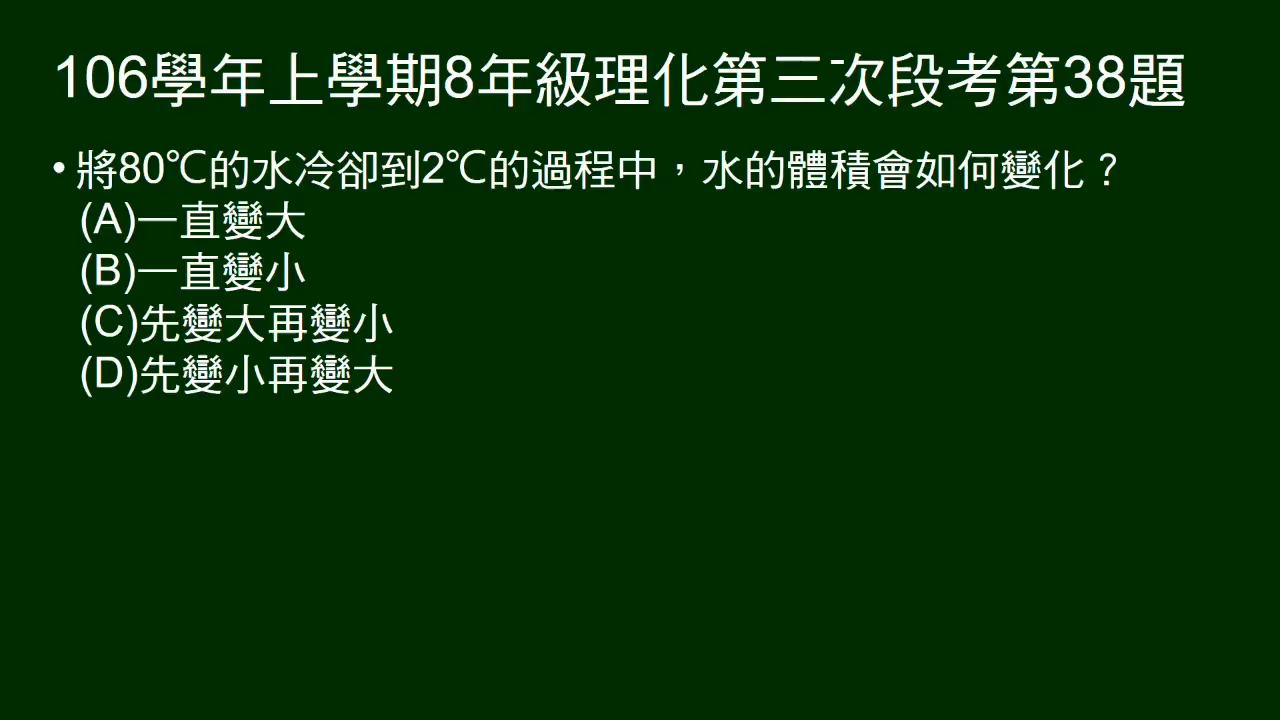 106學年上學期8年級理化第三次段考第38題
•將80℃的水冷卻到2℃的過程中，水的體積會如何變化？
(A)一直變大
(B)一直變小
(C)先變大再變小
(D)先變小再變大